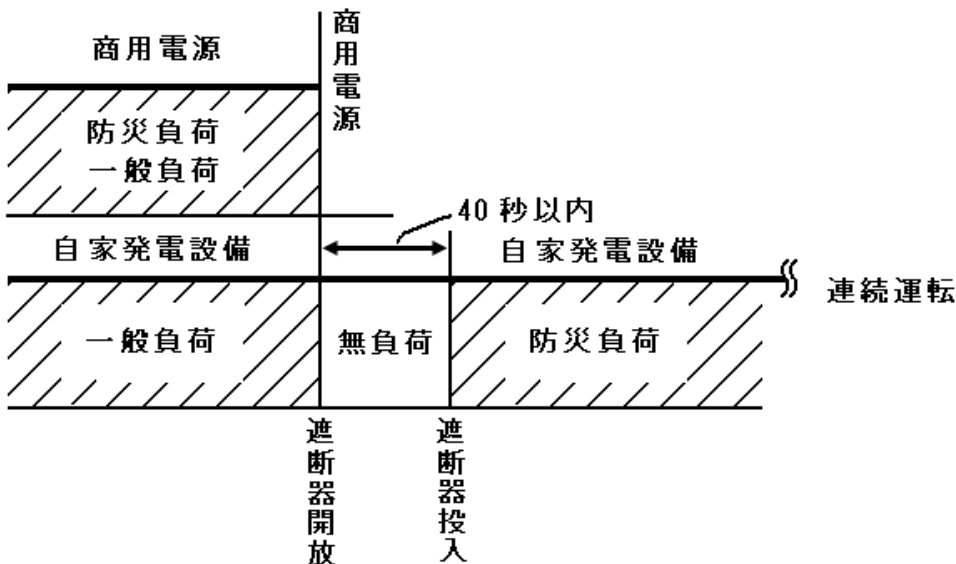 商用電源
商用電源
防災負荷
一般負荷
40秒以内
自家発電設備
自家発電設備
連続運転
一般負荷
無負荷
防災負荷
遮断器開放
遮断器投入